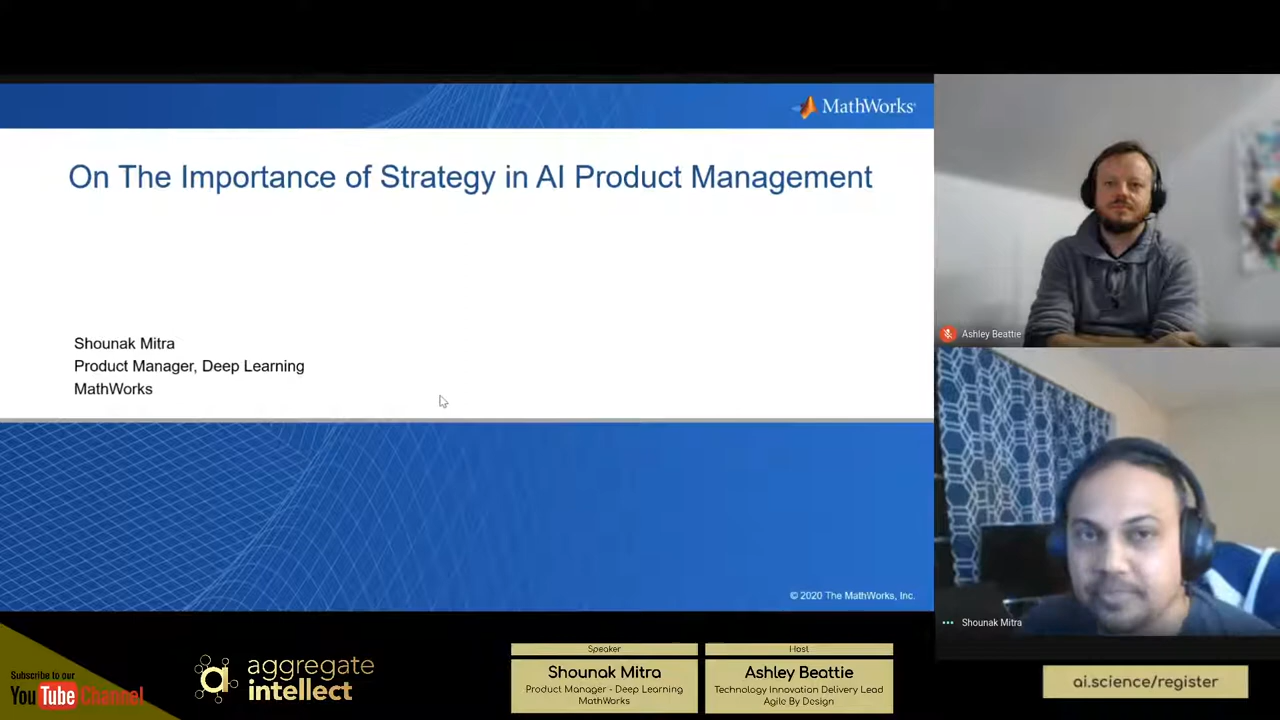 MathWorks
On The Importance of Strategy in AI Product Management
Shounak Mitra
Product Manager, Deep Learning
MathWorks
© 2020 The MathWorks, Inc.
Ashley Beattie
Shounak Mitra
Subscribe to our
YouTube Channel
aggregate
intellect
Speaker
Shounak Mitra
Product Manager - Deep Learning
MathWorks
Host
Ashley Beattie
Technology Innovation Delivery Lead
Agile By Design
ai.science/register